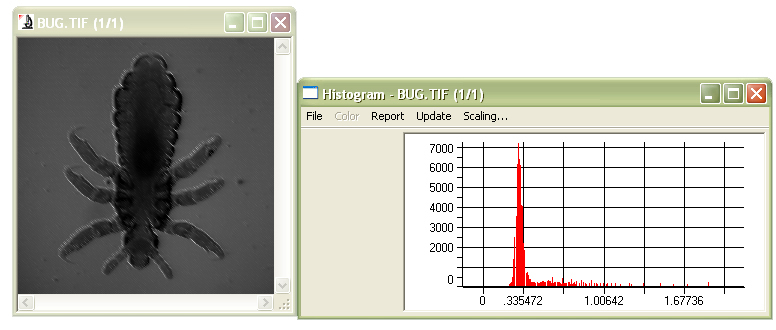 BUG.TIF (1/1)
Histogram - BUG.TIF (1/1)
File Color Report Update Scaling...
7000
6000
5000
4000
3000
2000
0
0 .335472 1.00642 1.67736